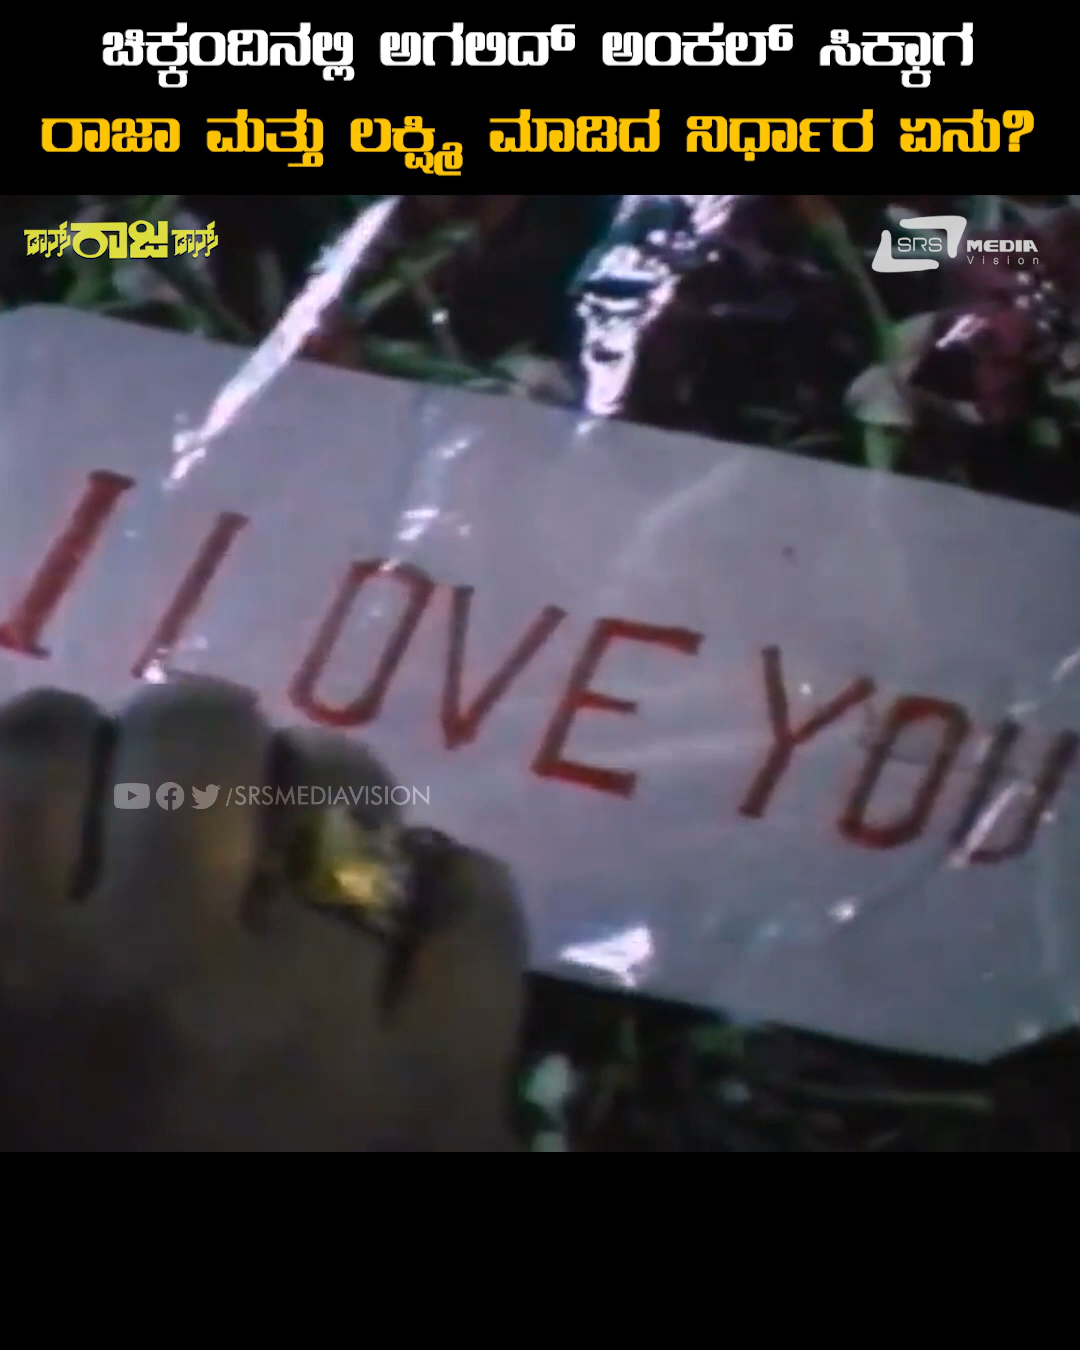 ಚಿಕ್ಕಂದಿನಲ್ಲಿ ಅಗಲಿದ್ ಅಂಕಲ್ ಸಿಕ್ಕಾಗ
ರಾಜಾ ಮತ್ತು ಲಕ್ಷ್ಮಿ ಮಾಡಿದ ನಿರ್ಧಾರ ಏನು?
ಡಾನ್ಸ್ ರಾಜ ಡಾನ್ಸ್
SRS MEDIA
Vision
I LOVE YOU
/SRSMEDIAVISION